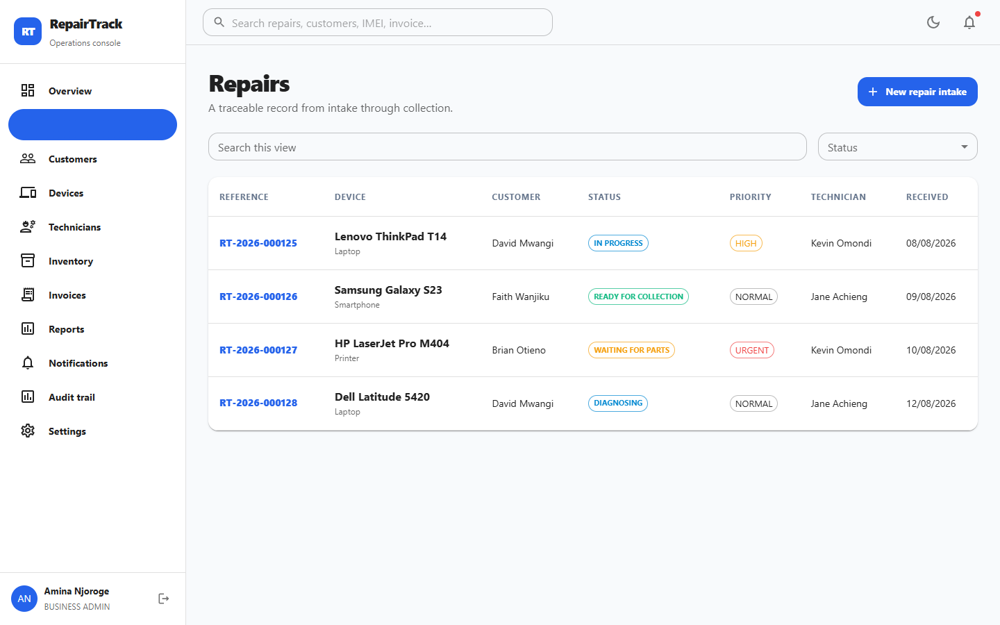 RT
RepairTrack
Operations console
Search repairs, customers, IMEI, invoice...
Overview
Customers
Devices
Technicians
Inventory
Invoices
Reports
Notifications
Audit trail
Settings
AN
Amina Njoroge
BUSINESS ADMIN
Repairs
A traceable record from intake through collection.
New repair intake
Search this view
Status
REFERENCE DEVICE CUSTOMER STATUS PRIORITY TECHNICIAN RECEIVED
RT-2026-000125 Lenovo ThinkPad T14 David Mwangi IN PROGRESS HIGH Kevin Omondi 08/08/2026
Laptop
RT-2026-000126 Samsung Galaxy S23 Faith Wanjiku READY FOR COLLECTION NORMAL Jane Achieng 09/08/2026
Smartphone
RT-2026-000127 HP LaserJet Pro M404 Brian Otieno WAITING FOR PARTS URGENT Kevin Omondi 10/08/2026
Printer
RT-2026-000128 Dell Latitude 5420 David Mwangi DIAGNOSING NORMAL Jane Achieng 12/08/2026
Laptop